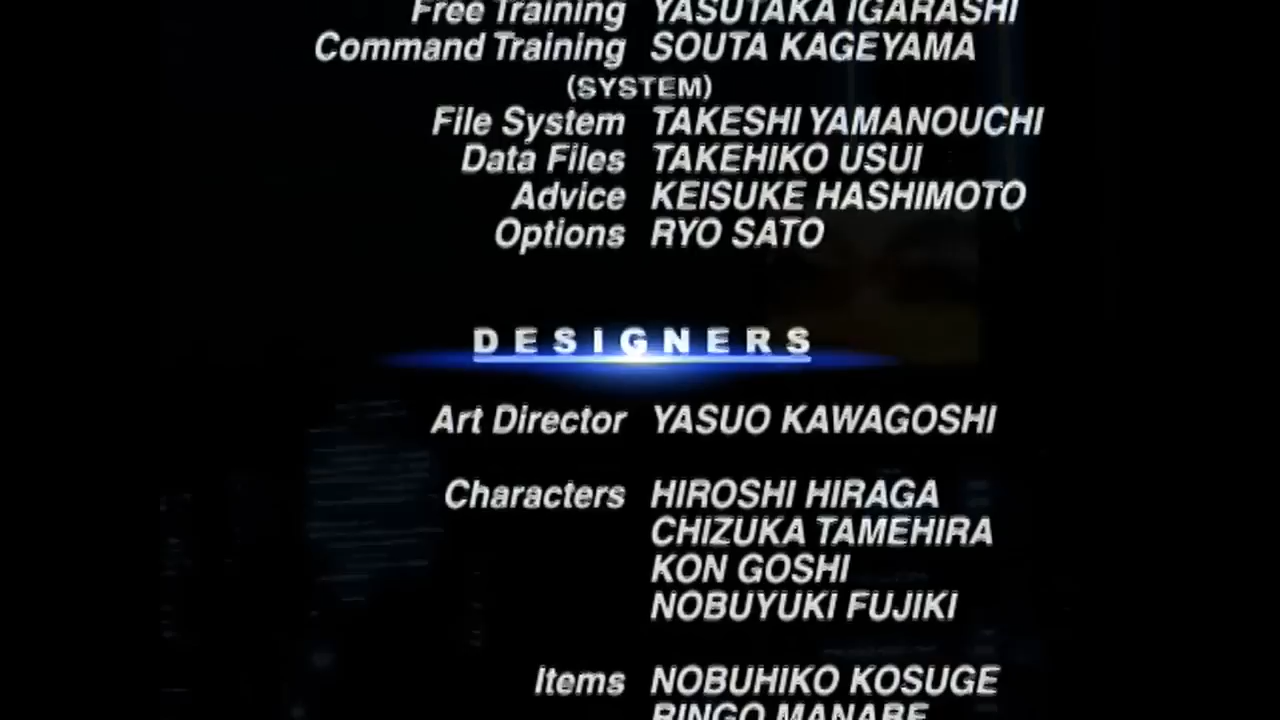 Free Training YASUTAKA IGARASHI
Command Training SOUTA KAGEYAMA
(SYSTEM)
File System TAKESHI YAMANOUCHI
Data Files TAKEHIKO USUI
Advice KEISUKE HASHIMOTO
Options RYO SATO
DESIGNERS
Art Director YASUO KAWAGOSHI
Characters HIROSHI HIRAGA
CHIZUKA TAMEHIRA
KON GOSHI
NOBUYUKI FUJIKI
Items NOBUHIKO KOSUGE
RINGO MANABE